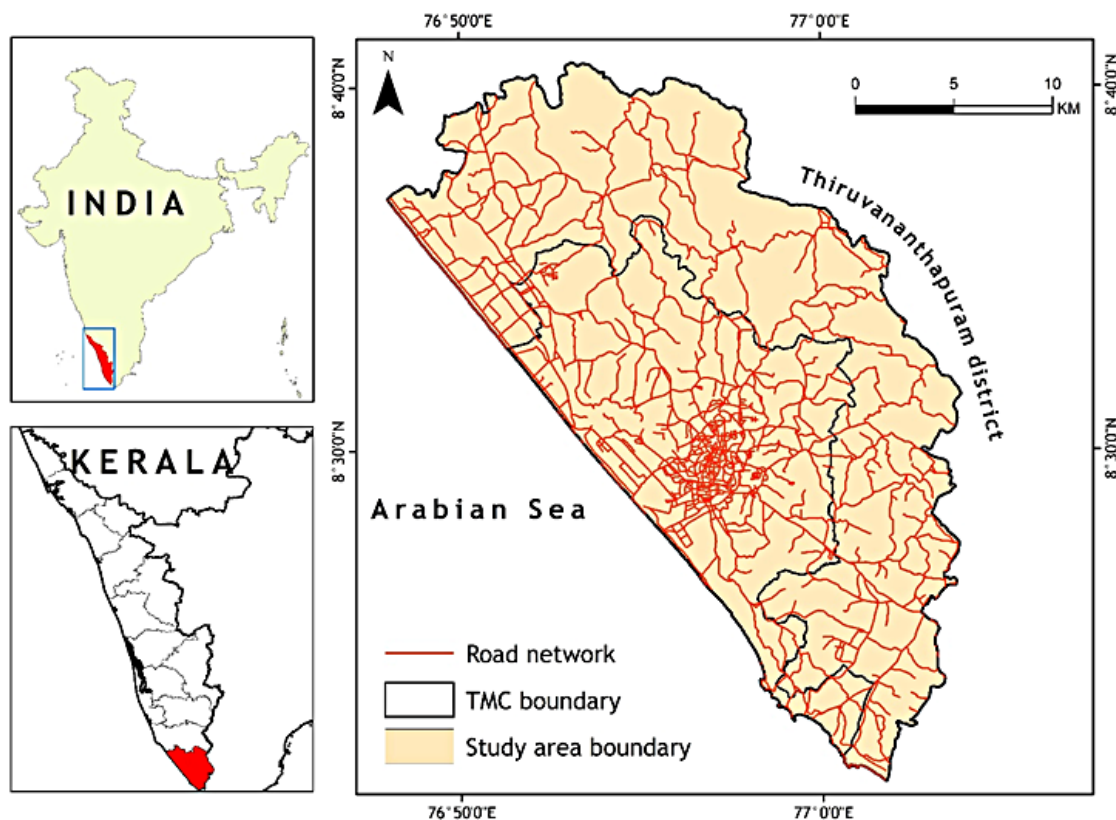 INDIA
KERALA
76°50'0"E
77°0'0"E
8°40'0"N
8°40'0"N
N
0
5
10
KM
Thiruvananthapuram district
8°30'0"N
8°30'0"N
Arabian Sea
Road network
TMC boundary
Study area boundary
76°50'0"E
77°0'0"E